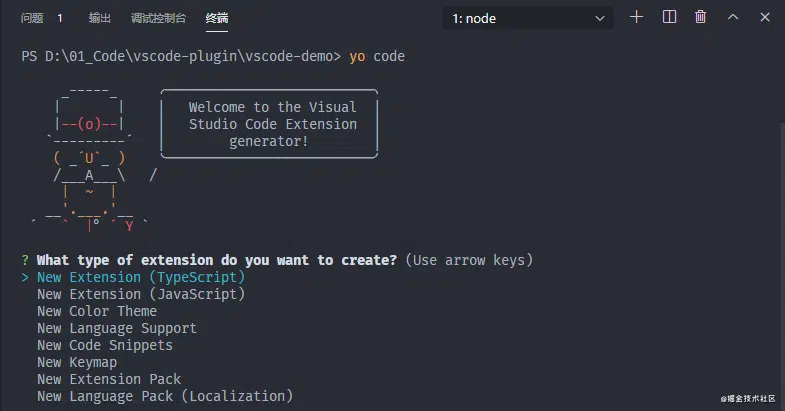 问题 1 输出 调试控制台 终端 1: node
PS D:\01_Code\vscode-plugin\vscode-demo> yo code
     _-----_
    |       |
    |--(o)--|
   `---------´
    ( _´U`_ )
    /___A___\   /
     |  ~  |
   __'.___.'__
 ´   `  |° ´ Y `
Welcome to the Visual
Studio Code Extension
generator!
? What type of extension do you want to create? (Use arrow keys)
> New Extension (TypeScript)
New Extension (JavaScript)
New Color Theme
New Language Support
New Code Snippets
New Keymap
New Extension Pack
New Language Pack (Localization)
@掘金技术社区